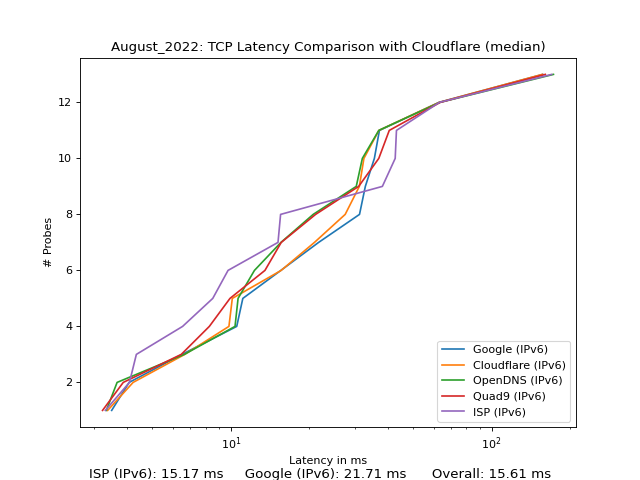 August_2022: TCP Latency Comparison with Cloudflare (median)
# Probes
12
10
8
6
4
2
Google (IPv6)
Cloudflare (IPv6)
OpenDNS (IPv6)
Quad9 (IPv6)
ISP (IPv6)
10¹ 10²
Latency in ms
ISP (IPv6): 15.17 ms Google (IPv6): 21.71 ms Overall: 15.61 ms